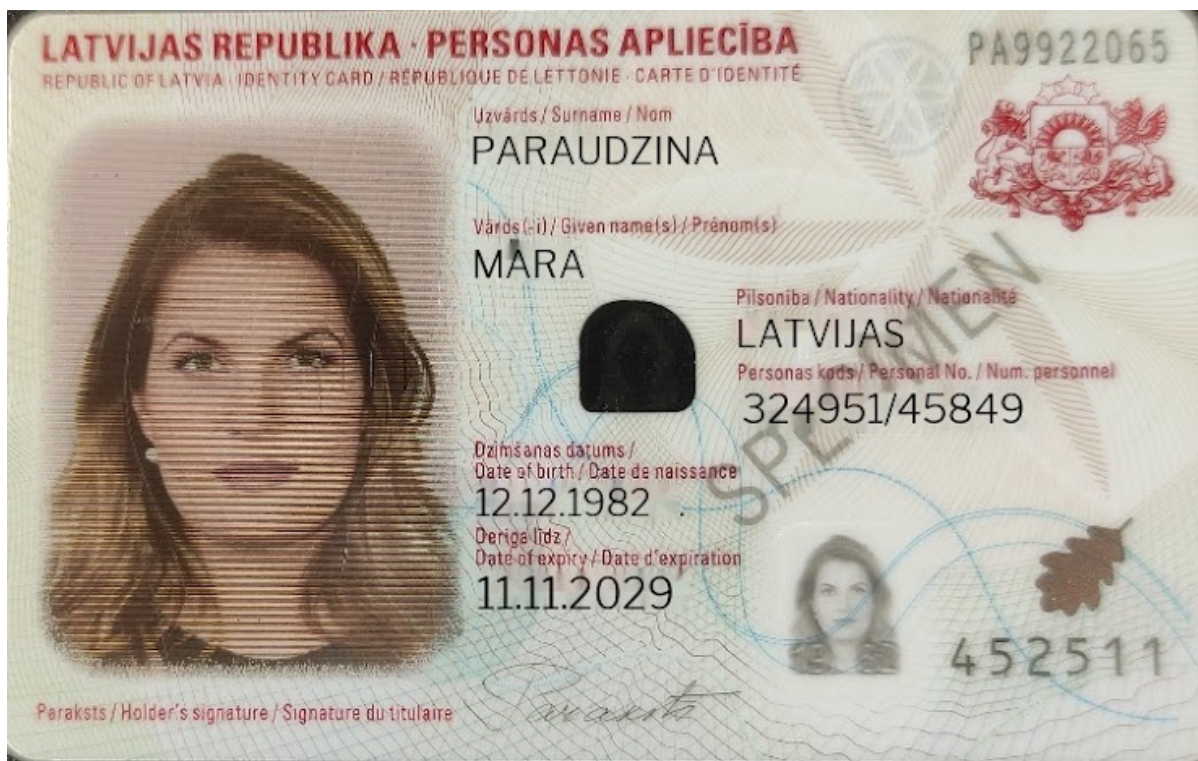 LATVIJAS REPUBLIKA · PERSONAS APLIECĪBA
REPUBLIC OF LATVIA · IDENTITY CARD / RÉPUBLIQUE DE LETTONIE · CARTE D'IDENTITÉ
PA9922065
Uzvārds / Surname / Nom
PARAUDZINA
Vārds (-i) / Given name(s) / Prénom(s)
MĀRA
Pilsonība / Nationality / Nationalité
LATVIJAS
Personas kods / Personal No. / Num. personnel
324951/45849
SPECIMEN
Dzimšanas datums /
Date of birth / Date de naissance
12.12.1982
Derīga līdz /
Date of expiry / Date d'expiration
11.11.2029
452511
Paraksts / Holder's signature / Signature du titulaire
Paraksts